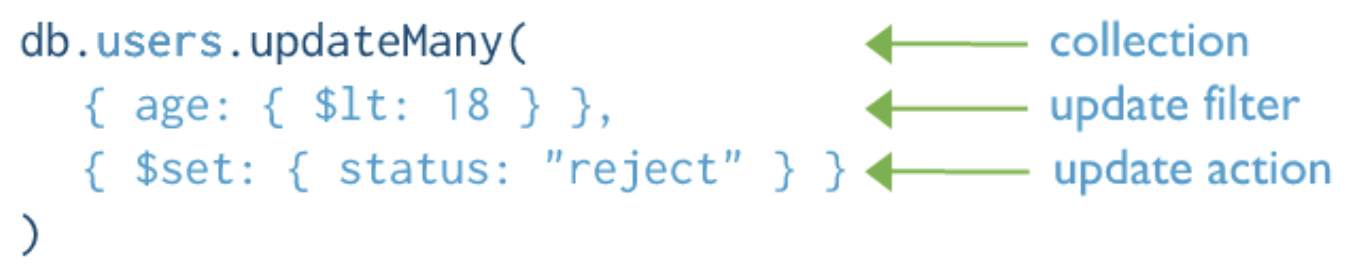 db.users.updateMany( collection
{ age: { $lt: 18 } }, update filter
{ $set: { status: "reject" } } update action
)